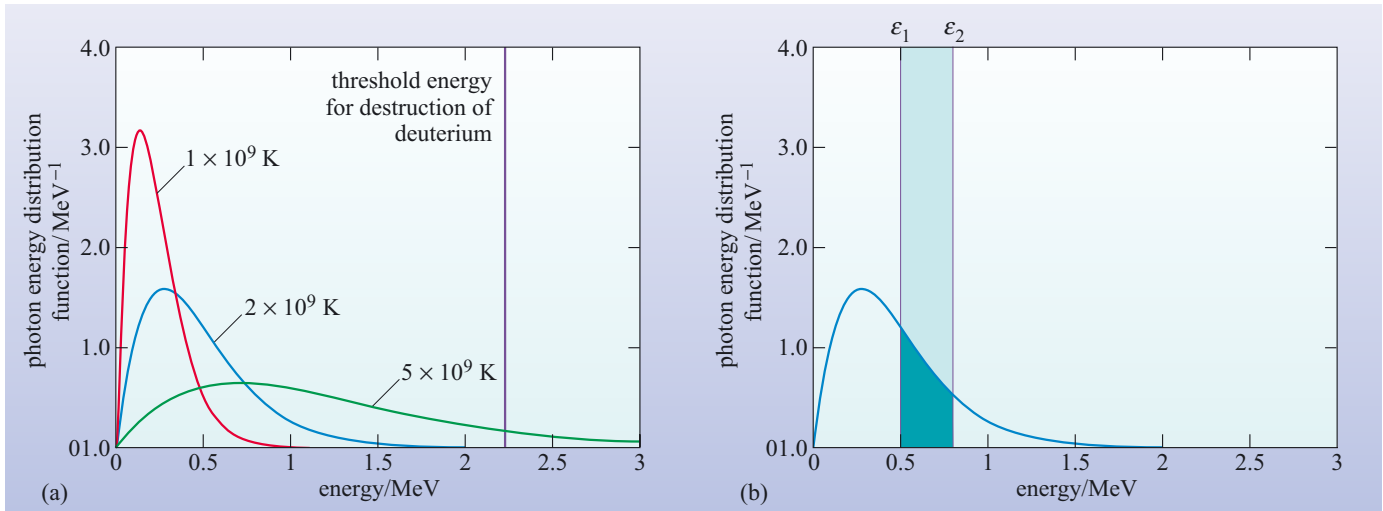 photon energy distribution
function/MeV⁻¹
4.0
3.0
2.0
1.0
01.0
0
0.5
1
1.5
2
2.5
3
energy/MeV
(a)
threshold energy
for destruction of
deuterium
1 × 10⁹ K
2 × 10⁹ K
5 × 10⁹ K
photon energy distribution
function/MeV⁻¹
4.0
3.0
2.0
1.0
01.0
0
0.5
1
1.5
2
2.5
3
energy/MeV
(b)
ε₁ ε₂